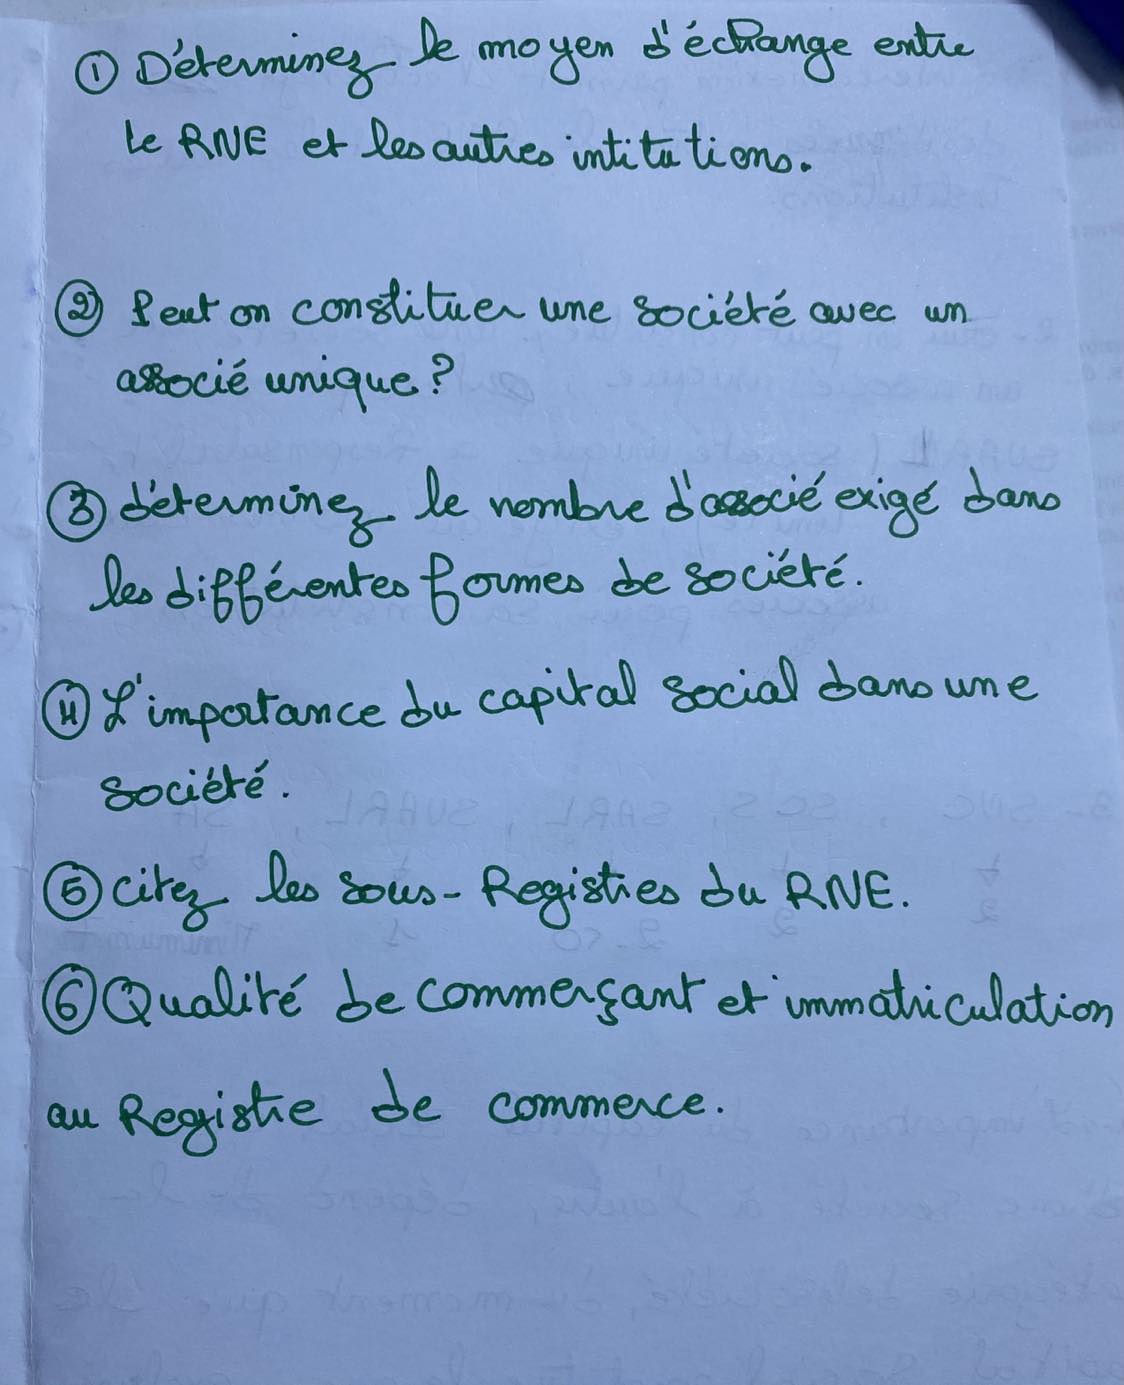 ① Déterminez le moyen d'échange entre
le RNE et les autres intitutions.
② Peut on constituer une société avec un
associé unique ?
③ déterminez le nombre d'associé exigé dans
les différentes formes de société.
④ L'importance du capital social dans une
société.
⑤ citez les sous-Registres du RNE.
⑥ Qualité de commerçant et immatriculation
au Registre de commerce.